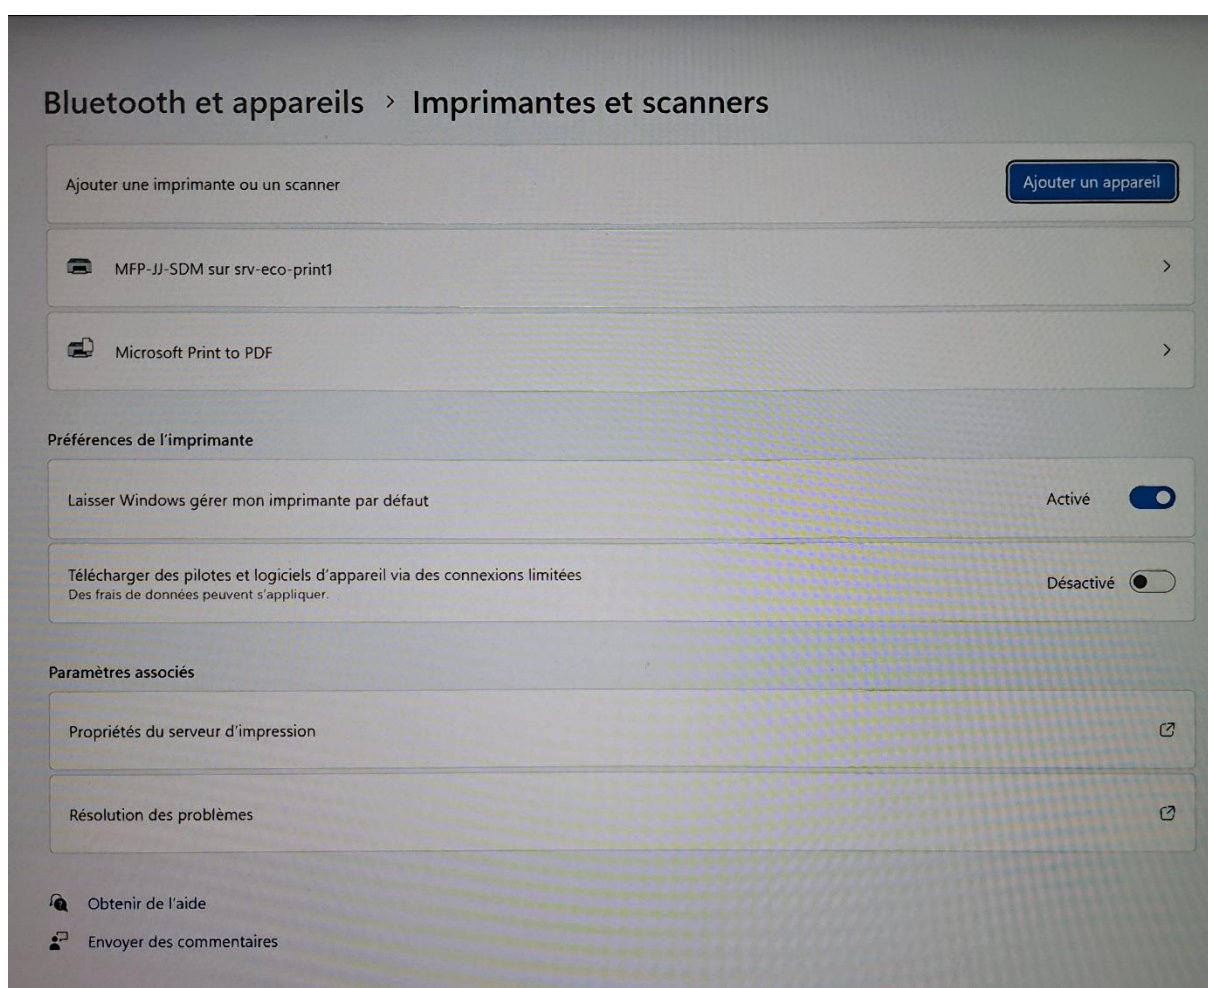 Bluetooth et appareils > Imprimantes et scanners
Ajouter une imprimante ou un scanner
Ajouter un appareil
MFP-JJ-SDM sur srv-eco-print1
Microsoft Print to PDF
Préférences de l'imprimante
Laisser Windows gérer mon imprimante par défaut
Activé
Télécharger des pilotes et logiciels d'appareil via des connexions limitées
Désactivé
Des frais de données peuvent s'appliquer.
Paramètres associés
Propriétés du serveur d'impression
Résolution des problèmes
Obtenir de l'aide
Envoyer des commentaires